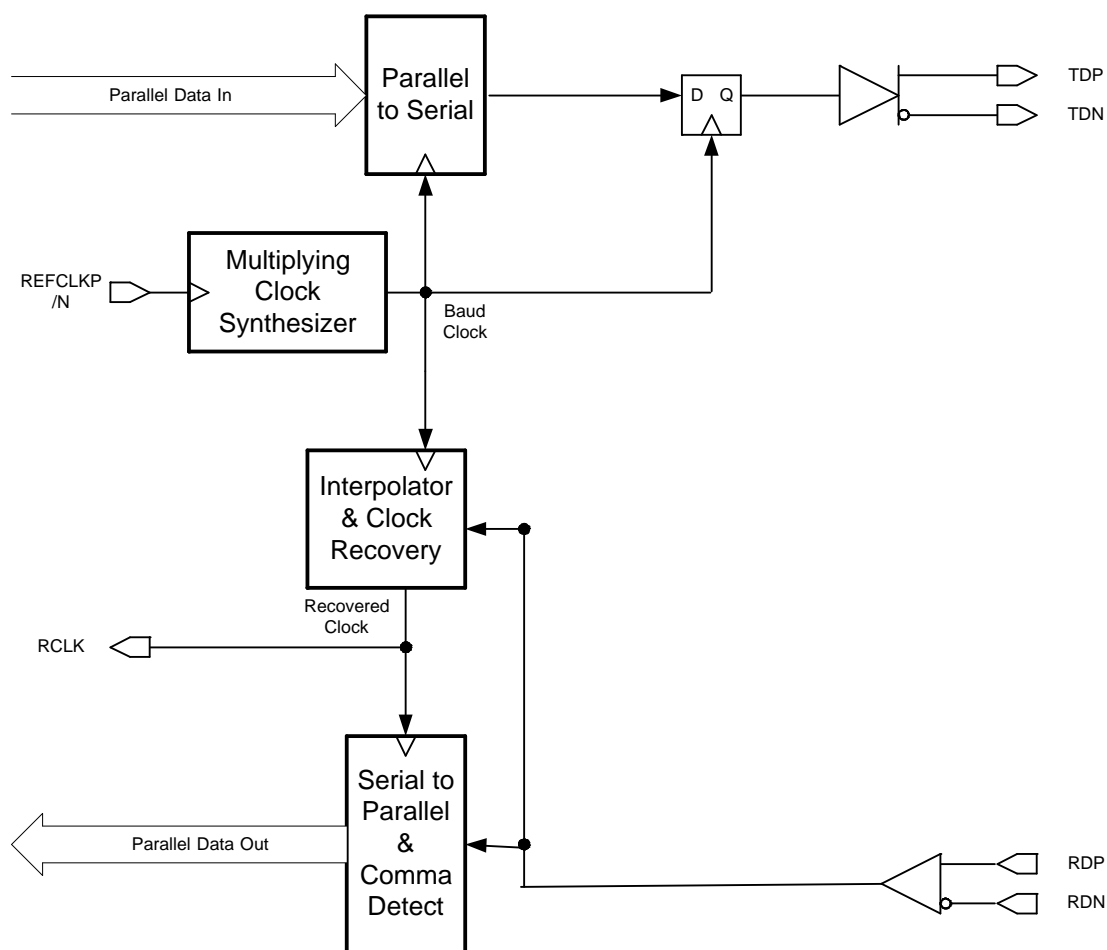 Parallel
to Serial
Parallel Data In
D Q
TDP
TDN
REFCLKP
/N
Multiplying
Clock
Synthesizer
Baud
Clock
Interpolator
& Clock
Recovery
Recovered
Clock
RCLK
Serial to
Parallel
&
Comma
Detect
Parallel Data Out
RDP
RDN